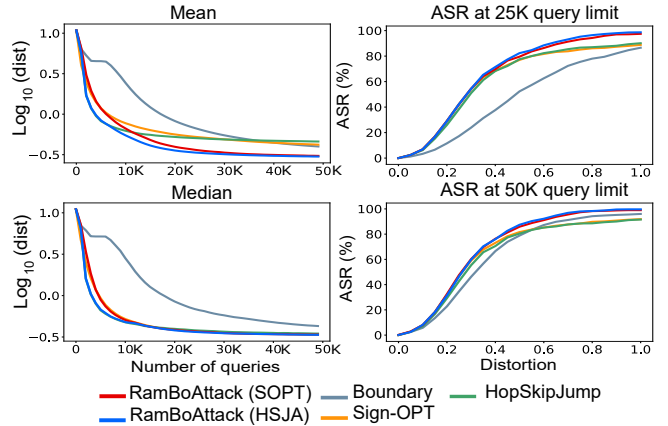 Mean
ASR at 25K query limit
Log10 (dist)
1.0
0.5
0.0
−0.5
0
10K
20K
30K
40K
50K
ASR (%)
100
80
60
40
20
0
0.0
0.2
0.4
0.6
0.8
1.0
Median
ASR at 50K query limit
Log10 (dist)
1.0
0.5
0.0
−0.5
0
10K
20K
30K
40K
50K
Number of queries
ASR (%)
100
80
60
40
20
0
0.0
0.2
0.4
0.6
0.8
1.0
Distortion
RamBoAttack (SOPT)
Boundary
HopSkipJump
RamBoAttack (HSJA)
Sign-OPT